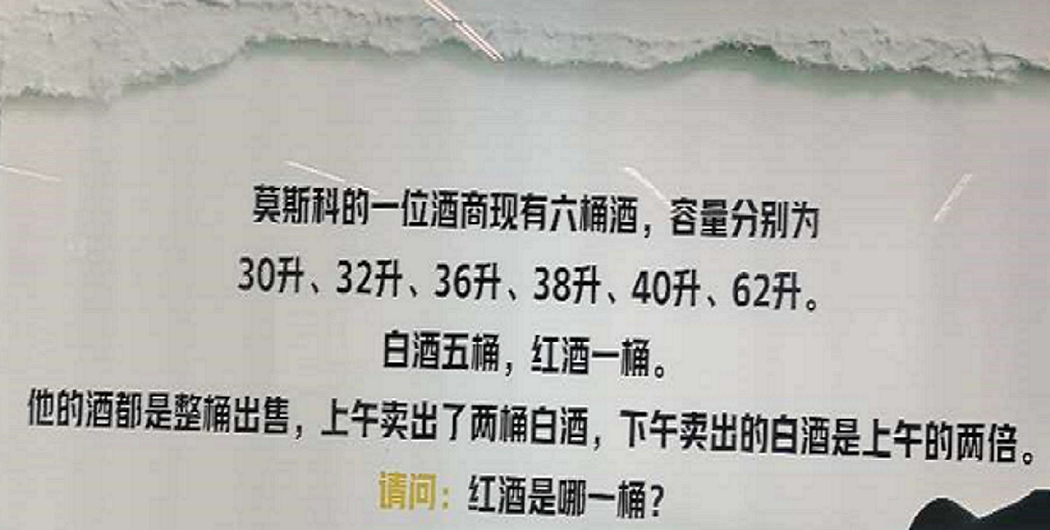 莫斯科的一位酒商现有六桶酒，容量分别为
30升、32升、36升、38升、40升、62升。
白酒五桶，红酒一桶。
他的酒都是整桶出售，上午卖出了两桶白酒，下午卖出的白酒是上午的两倍。
请问：红酒是哪一桶？